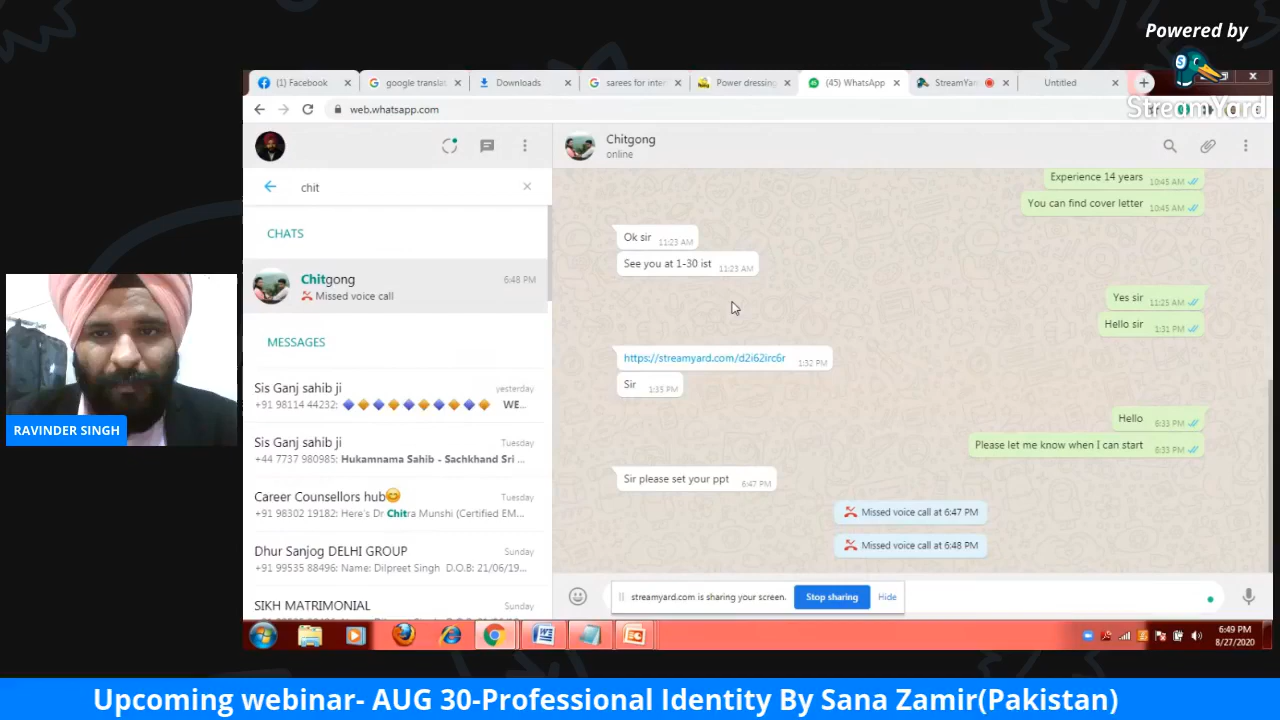 Powered by
StreamYard
(1) Facebook
google translat
Downloads
sarees for inter
Power dressing
(45) WhatsApp
StreamYar
Untitled
web.whatsapp.com
Chitgong
online
chit
CHATS
Chitgong
6:48 PM
Missed voice call
MESSAGES
Sis Ganj sahib ji
yesterday
+91 98114 44232: 🔷🔶🔷🔶🔷🔶🔷🔶🔷🔶 WE...
Sis Ganj sahib ji
Tuesday
+44 7737 980985: Hukamnama Sahib - Sachkhand Sri ...
Career Counsellors hub😊
Tuesday
+91 98302 19182: Here's Dr Chitra Munshi (Certified EM...
Dhur Sanjog DELHI GROUP
Sunday
+91 99535 88496: Name: Dilpreet Singh D.O.B: 21/06/19...
SIKH MATRIMONIAL
Sunday
Experience 14 years 10:45 AM
You can find cover letter 10:45 AM
Ok sir 11:23 AM
See you at 1-30 ist 11:23 AM
Yes sir 11:25 AM
Hello sir 1:31 PM
https://streamyard.com/d2i62irc6r 1:32 PM
Sir 1:33 PM
Hello 6:33 PM
Please let me know when I can start 6:33 PM
Sir please set your ppt 6:47 PM
Missed voice call at 6:47 PM
Missed voice call at 6:48 PM
streamyard.com is sharing your screen.
Stop sharing
Hide
6:49 PM
8/27/2020
RAVINDER SINGH
Upcoming webinar- AUG 30-Professional Identity By Sana Zamir(Pakistan)